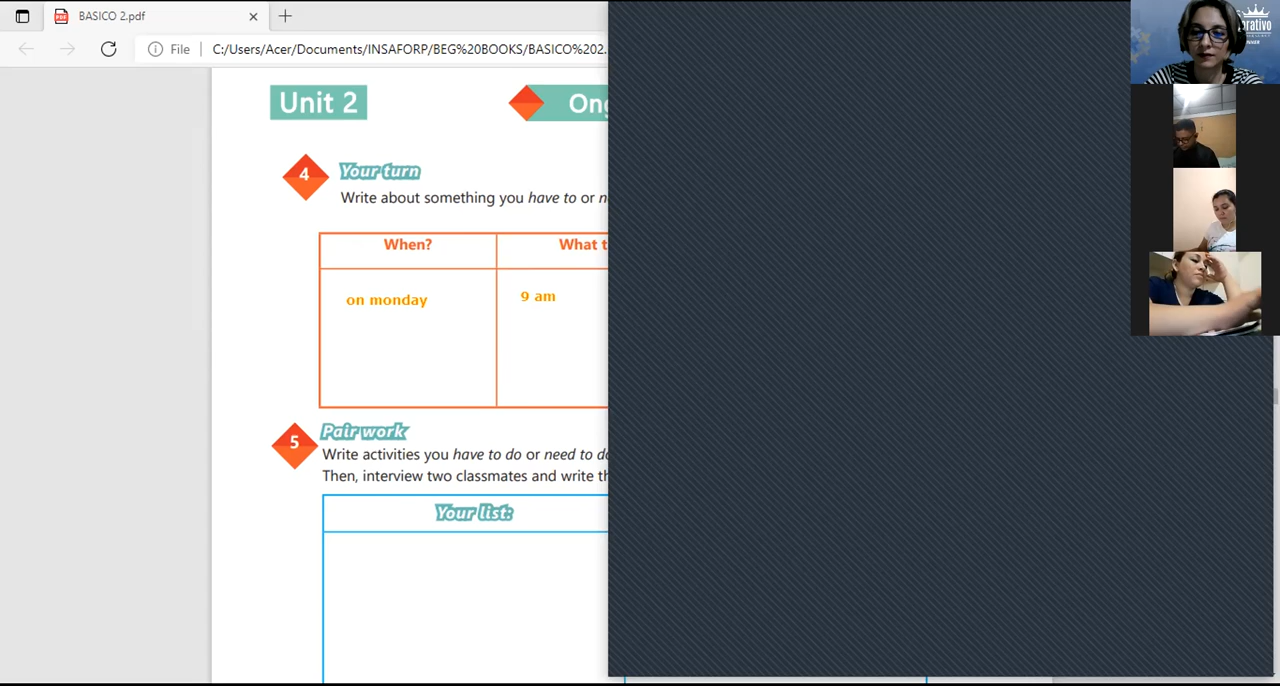 BASICO 2.pdf
File
C:/Users/Acer/Documents/INSAFORP/BEG%20BOOKS/BASICO%202.
Unit 2
4
Your turn
Write about something you have to or
When?
What t
on monday
9 am
5
Pair work
Write activities you have to do or need to do
Then, interview two classmates and write th
Your list: